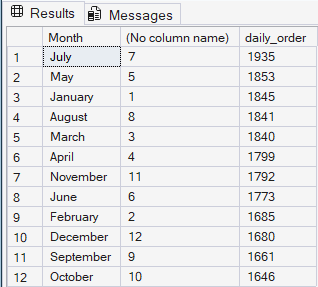 Results Messages
Month (No column name) daily_order
1 July 7 1935
2 May 5 1853
3 January 1 1845
4 August 8 1841
5 March 3 1840
6 April 4 1799
7 November 11 1792
8 June 6 1773
9 February 2 1685
10 December 12 1680
11 September 9 1661
12 October 10 1646